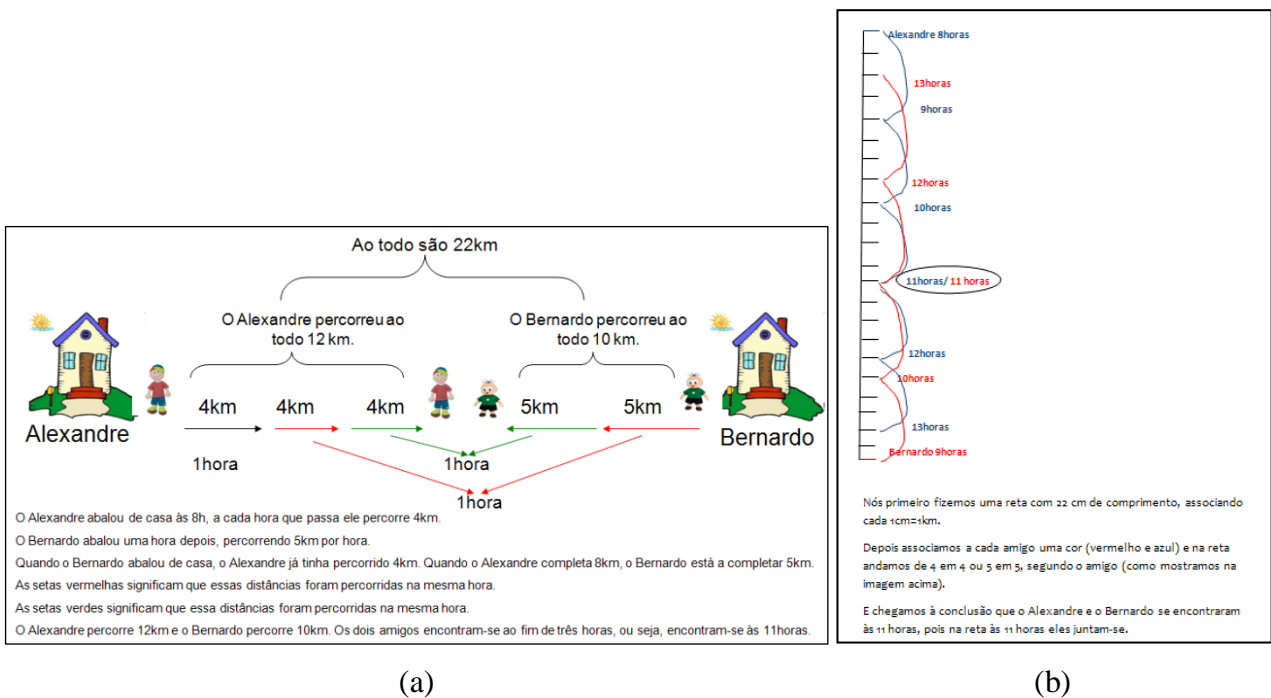 Ao todo são 22km
O Alexandre percorreu ao
todo 12 km.
O Bernardo percorreu ao
todo 10 km.
4km
4km
4km
5km
5km
Alexandre
Bernardo
1hora
1hora
1hora
O Alexandre abalou de casa às 8h, a cada hora que passa ele percorre 4km.
O Bernardo abalou uma hora depois, percorrendo 5km por hora.
Quando o Bernardo abalou de casa, o Alexandre já tinha percorrido 4km. Quando o Alexandre completa 8km, o Bernardo está a completar 5km.
As setas vermelhas significam que essas distâncias foram percorridas na mesma hora.
As setas verdes significam que essa distâncias foram percorridas na mesma hora.
O Alexandre percorre 12km e o Bernardo percorre 10km. Os dois amigos encontram-se ao fim de três horas, ou seja, encontram-se às 11horas.
(a)
Alexandre 8horas
13horas
9horas
12horas
10horas
11horas/ 11 horas
12horas
10horas
13horas
Bernardo 9horas
Nós primeiro fizemos uma reta com 22 cm de comprimento, associando
cada 1cm=1km.
Depois associamos a cada amigo uma cor (vermelho e azul) e na reta
andamos de 4 em 4 ou 5 em 5, segundo o amigo (como mostramos na
imagem acima).
E chegamos à conclusão que o Alexandre e o Bernardo se encontraram
às 11 horas, pois na reta às 11 horas eles juntam-se.
(b)